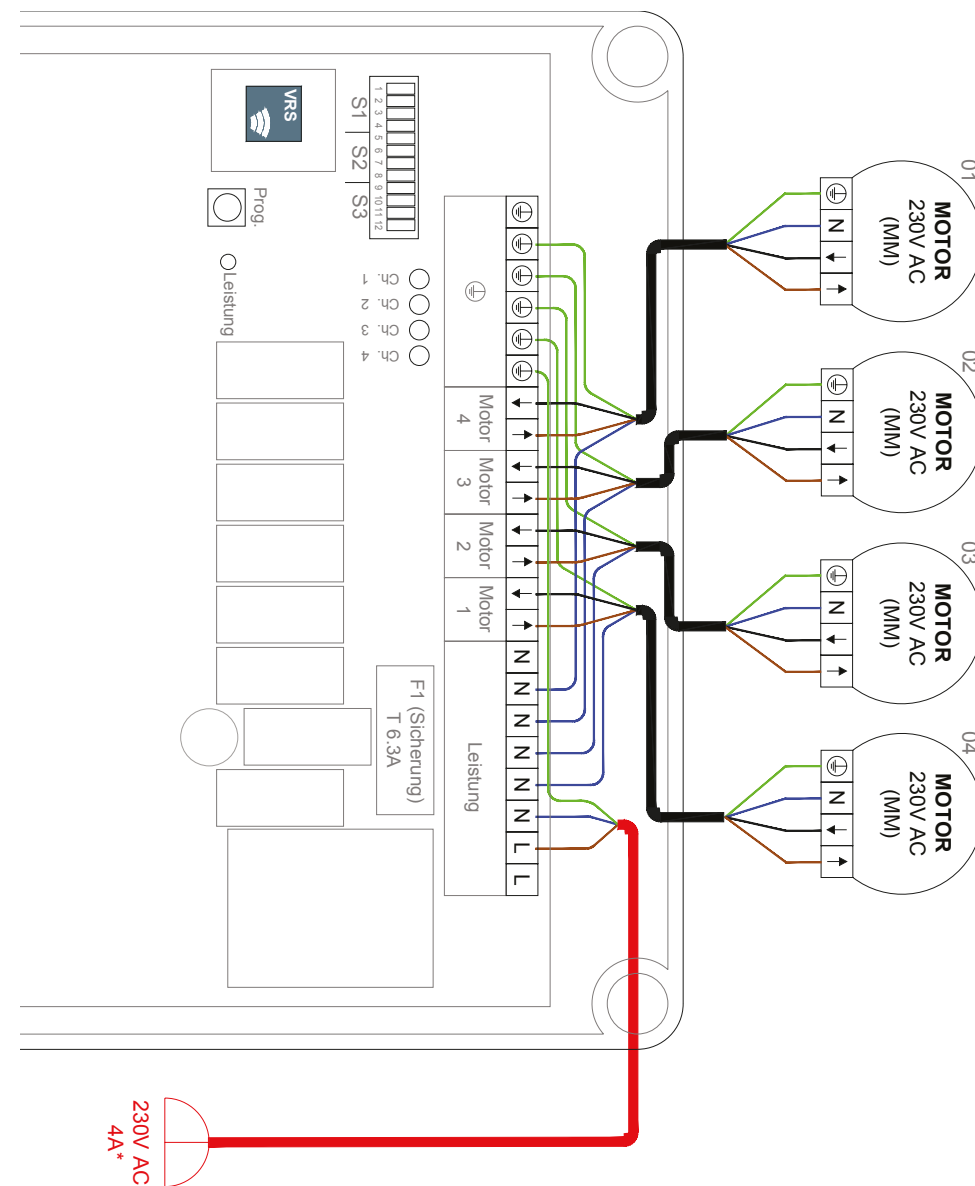 VRS
S1
S2
S3
1
2
3
4
5
6
7
8
9
10
11
12
Prog.
Leistung
Ch. 1
Ch. 2
Ch. 3
Ch. 4
Motor
4
Motor
3
Motor
2
Motor
1
Leistung
N
N
N
N
N
N
L
L
F1 (Sicherung)
T 6.3A
01
MOTOR
230V AC
(MM)
N
02
MOTOR
230V AC
(MM)
N
03
MOTOR
230V AC
(MM)
N
04
MOTOR
230V AC
(MM)
N
230V AC
4A*